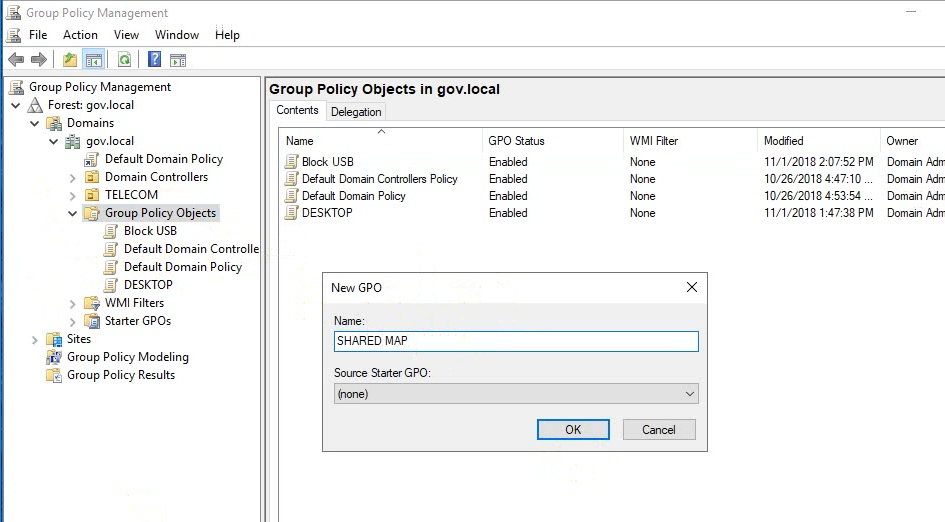 Group Policy Management
File Action View Window Help
Group Policy Management
Forest: gov.local
Domains
gov.local
Default Domain Policy
Domain Controllers
TELECOM
Group Policy Objects
Block USB
Default Domain Controlle
Default Domain Policy
DESKTOP
WMI Filters
Starter GPOs
Sites
Group Policy Modeling
Group Policy Results
Group Policy Objects in gov.local
Contents Delegation
Name GPO Status WMI Filter Modified Owner
Block USB Enabled None 11/1/2018 2:07:52 PM Domain Adm
Default Domain Controllers Policy Enabled None 10/26/2018 4:47:10 ... Domain Adm
Default Domain Policy Enabled None 10/26/2018 4:53:54 ... Domain Adm
DESKTOP Enabled None 11/1/2018 1:47:38 PM Domain Adm
New GPO
Name:
SHARED MAP
Source Starter GPO:
(none)
OK Cancel